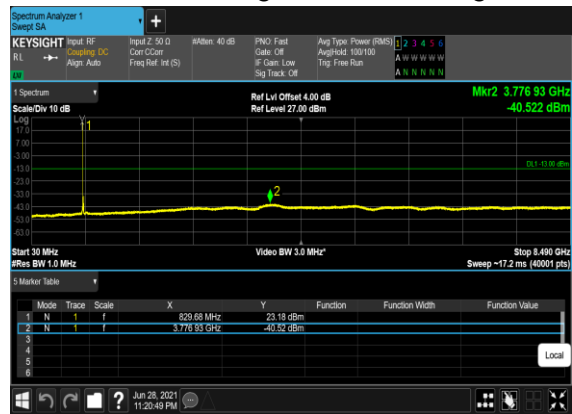 Spectrum Analyzer 1
Swept SA
+
KEYSIGHT Input: RF Input Z: 50 Ω #Atten: 40 dB PNO: Fast Avg Type: Power (RMS) 1 2 3 4 5 6
RL Coupling: DC Corr CCorr Gate: Off Avg|Hold: 100/100 A W W W W W
Align: Auto Freq Ref: Int (S) IF Gain: Low Trig: Free Run
LW Sig Track: Off A N N N N N
1 Spectrum Ref Lvl Offset 4.00 dB Mkr2 3.776 93 GHz
Scale/Div 10 dB Ref Level 27.00 dBm -40.522 dBm
Log
17.0 1
7.00
-3.00
-13.0 DL1 -13.00 dBm
-23.0
-33.0 2
-43.0
-53.0
-63.0
Start 30 MHz Video BW 3.0 MHz* Stop 8.490 GHz
#Res BW 1.0 MHz Sweep ~17.2 ms (40001 pts)
5 Marker Table
Mode Trace Scale X Y Function Function Width Function Value
1 N 1 f 829.68 MHz 23.18 dBm
2 N 1 f 3.776 93 GHz -40.52 dBm
3
4
5
6
Local
? Jun 28, 2021
11:20:49 PM